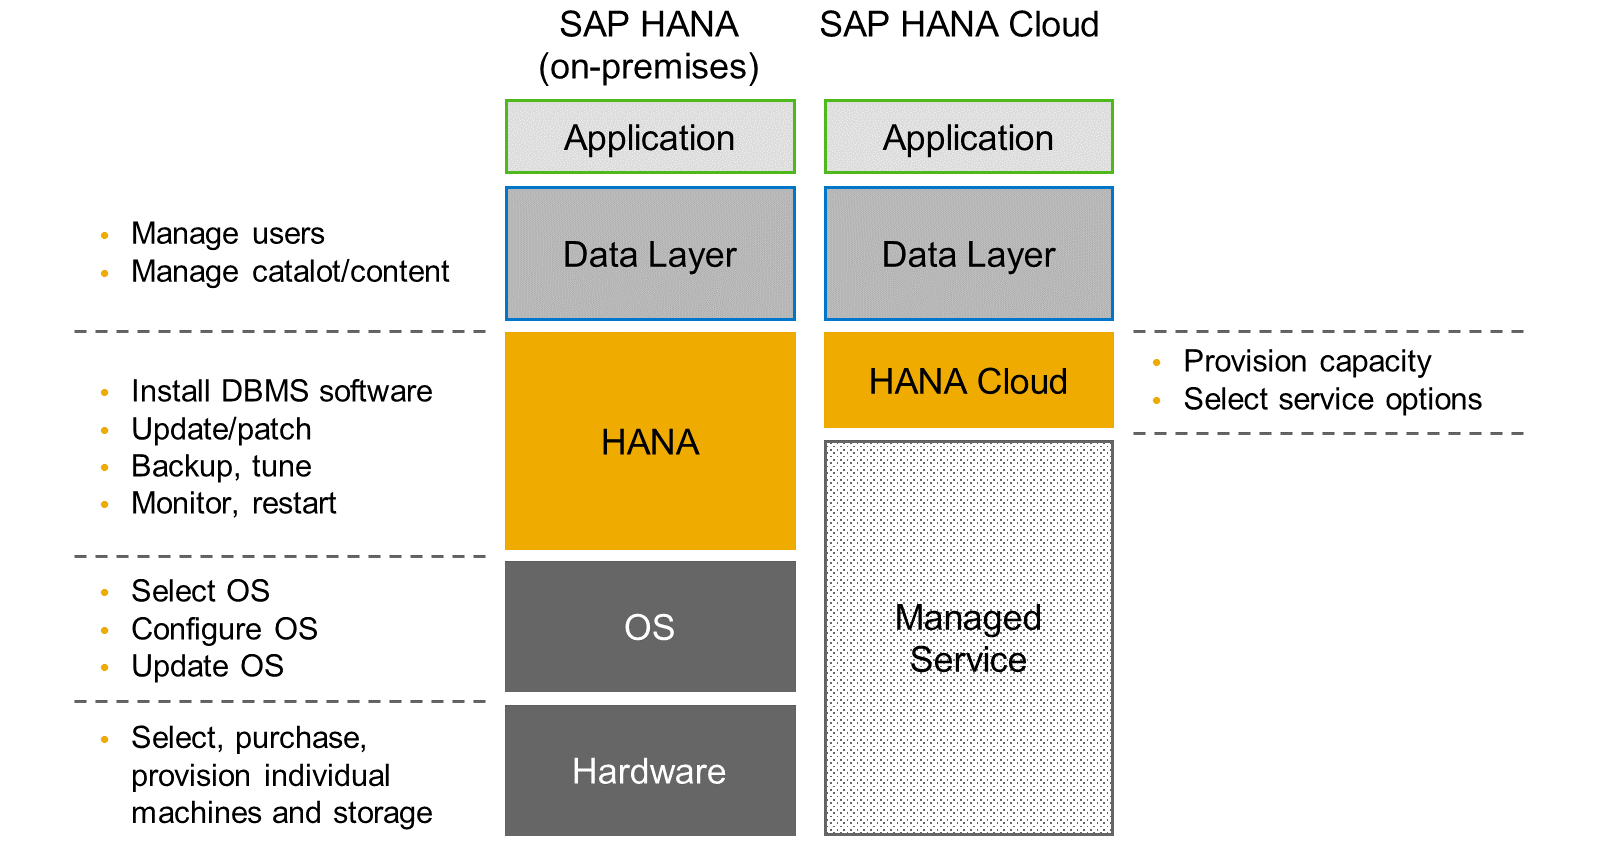 SAP HANA
(on-premises)
SAP HANA Cloud
Application
Application
• Manage users
• Manage catalot/content
Data Layer
Data Layer
• Install DBMS software
• Update/patch
• Backup, tune
• Monitor, restart
HANA
HANA Cloud
• Provision capacity
• Select service options
• Select OS
• Configure OS
• Update OS
OS
Managed
Service
• Select, purchase,
provision individual
machines and storage
Hardware